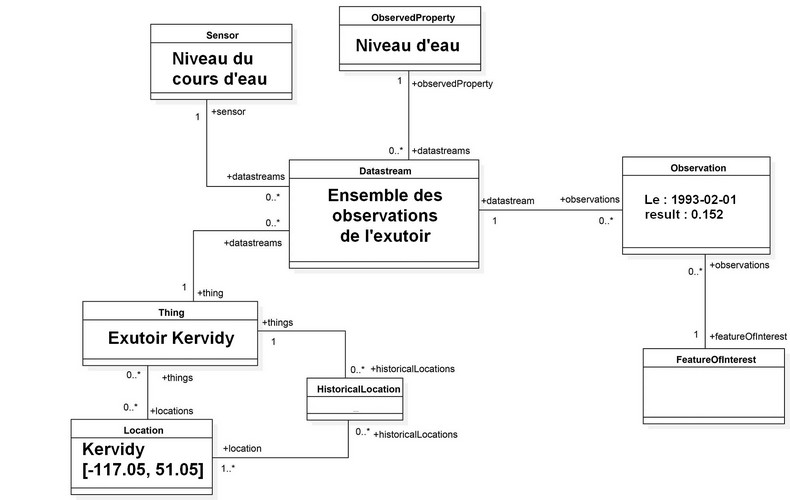 ObservedProperty
Niveau d'eau
Sensor
Niveau du
cours d'eau
1
+observedProperty
+sensor
1
0..*
+datastreams
+datastreams
0..*
Datastream
Ensemble des
observations
de l'exutoir
Observation
Le : 1993-02-01
result : 0.152
+datastream
1
+observations
0..*
0..*
+datastreams
0..*
+observations
1
+thing
Thing
Exutoir Kervidy
+things
1
1
+featureOfInterest
FeatureOfInterest
0..*
+things
0..*
+historicalLocations
HistoricalLocation
...
0..*
+locations
Location
Kervidy
[-117.05, 51.05]
0..*
+historicalLocations
+location
1..*